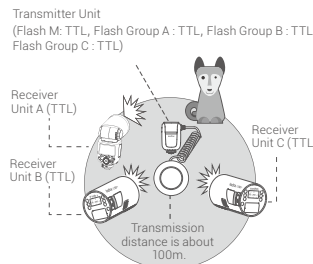 Transmitter Unit
(Flash M: TTL, Flash Group A : TTL, Flash Group B : TTL
Flash Group C : TTL)
Receiver
Unit A (TTL)
Receiver
Unit B (TTL)
Receiver
Unit C (TTL
Transmission
distance is about
100m.